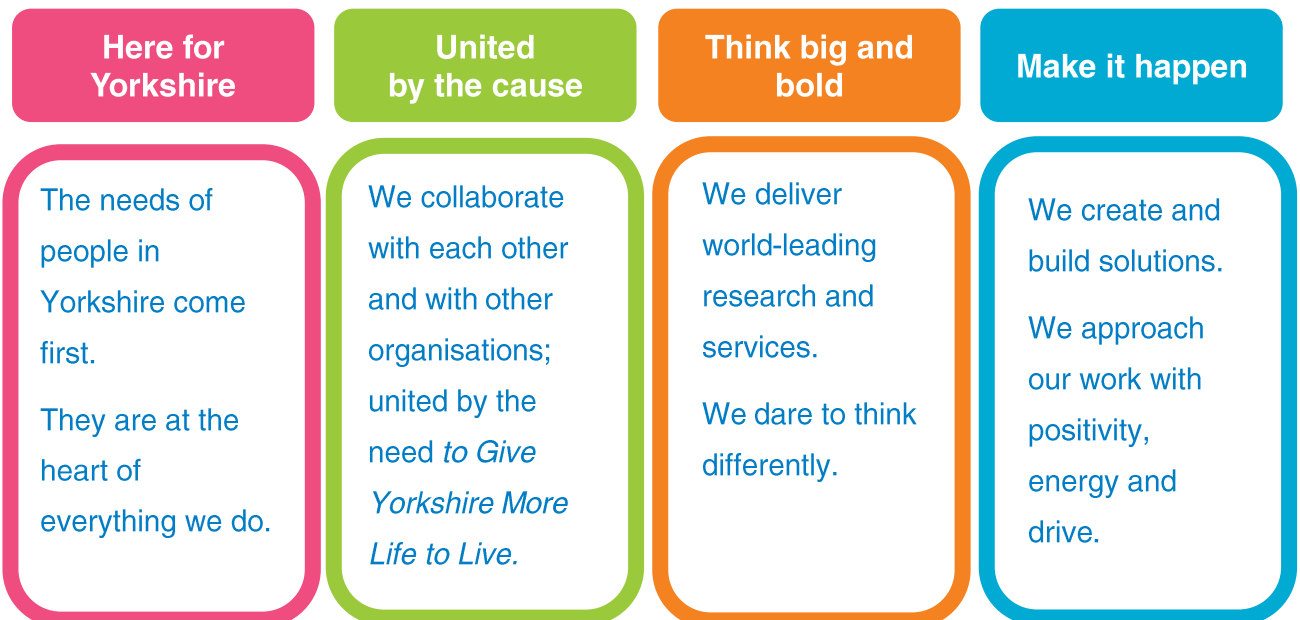 Here for
Yorkshire
The needs of
people in
Yorkshire come
first.
They are at the
heart of
everything we do.
United
by the cause
We collaborate
with each other
and with other
organisations;
united by the
need to Give
Yorkshire More
Life to Live.
Think big and
bold
We deliver
world-leading
research and
services.
We dare to think
differently.
Make it happen
We create and
build solutions.
We approach
our work with
positivity,
energy and
drive.